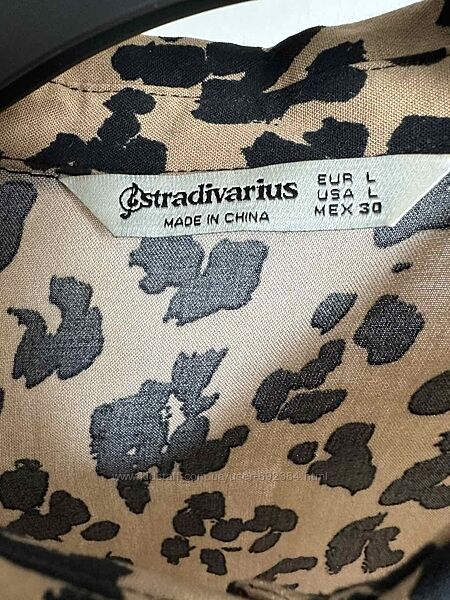 stradivarius
MADE IN CHINA
EUR L
USA L
MEX 30